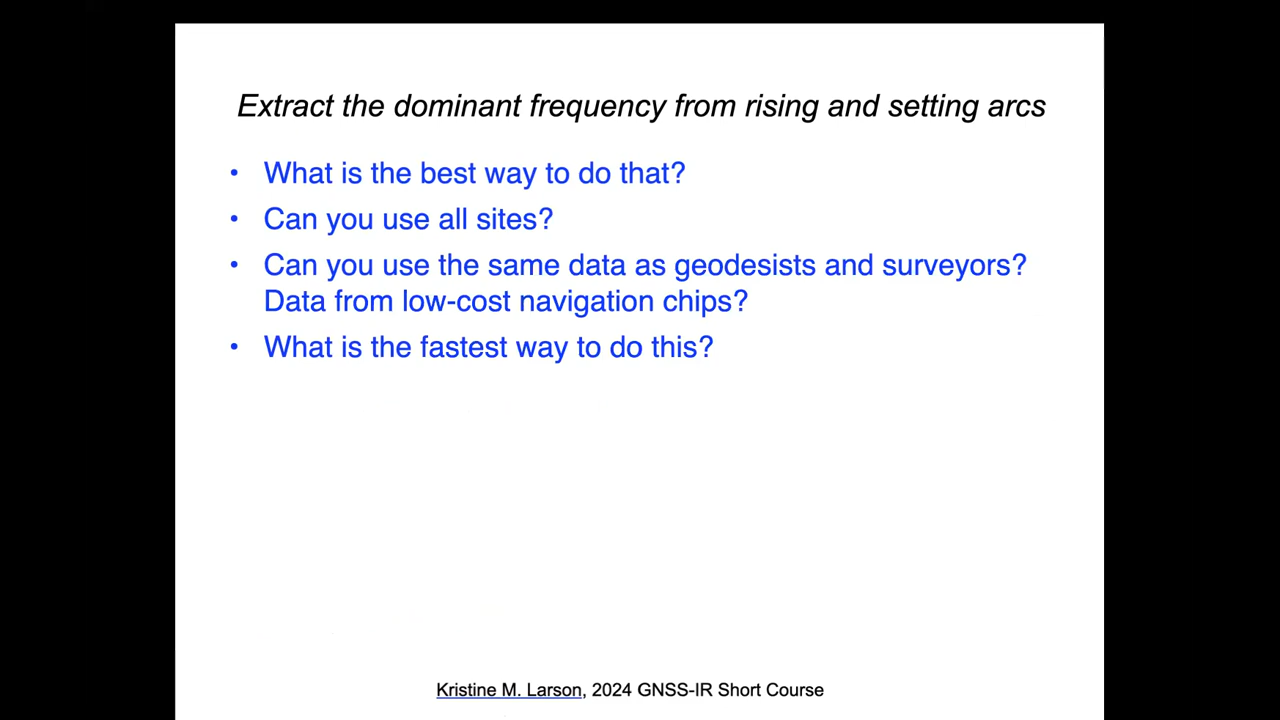 Extract the dominant frequency from rising and setting arcs
• What is the best way to do that?
• Can you use all sites?
• Can you use the same data as geodesists and surveyors?
Data from low-cost navigation chips?
• What is the fastest way to do this?
Kristine M. Larson, 2024 GNSS-IR Short Course